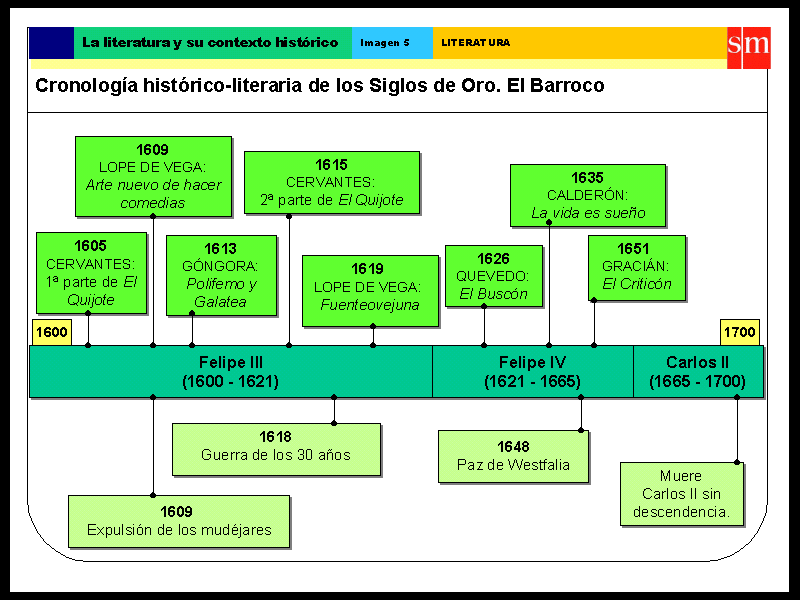 La literatura y su contexto histórico
Imagen 5
LITERATURA
sm
Cronología histórico-literaria de los Siglos de Oro. El Barroco
1609
LOPE DE VEGA:
Arte nuevo de hacer
comedias
1615
CERVANTES:
2ª parte de El Quijote
1635
CALDERÓN:
La vida es sueño
1605
CERVANTES:
1ª parte de El
Quijote
1613
GÓNGORA:
Polifemo y
Galatea
1619
LOPE DE VEGA:
Fuenteovejuna
1626
QUEVEDO:
El Buscón
1651
GRACIÁN:
El Criticón
1600
1700
Felipe III
(1600 - 1621)
Felipe IV
(1621 - 1665)
Carlos II
(1665 - 1700)
1618
Guerra de los 30 años
1648
Paz de Westfalia
Muere
Carlos II sin
descendencia.
1609
Expulsión de los mudéjares